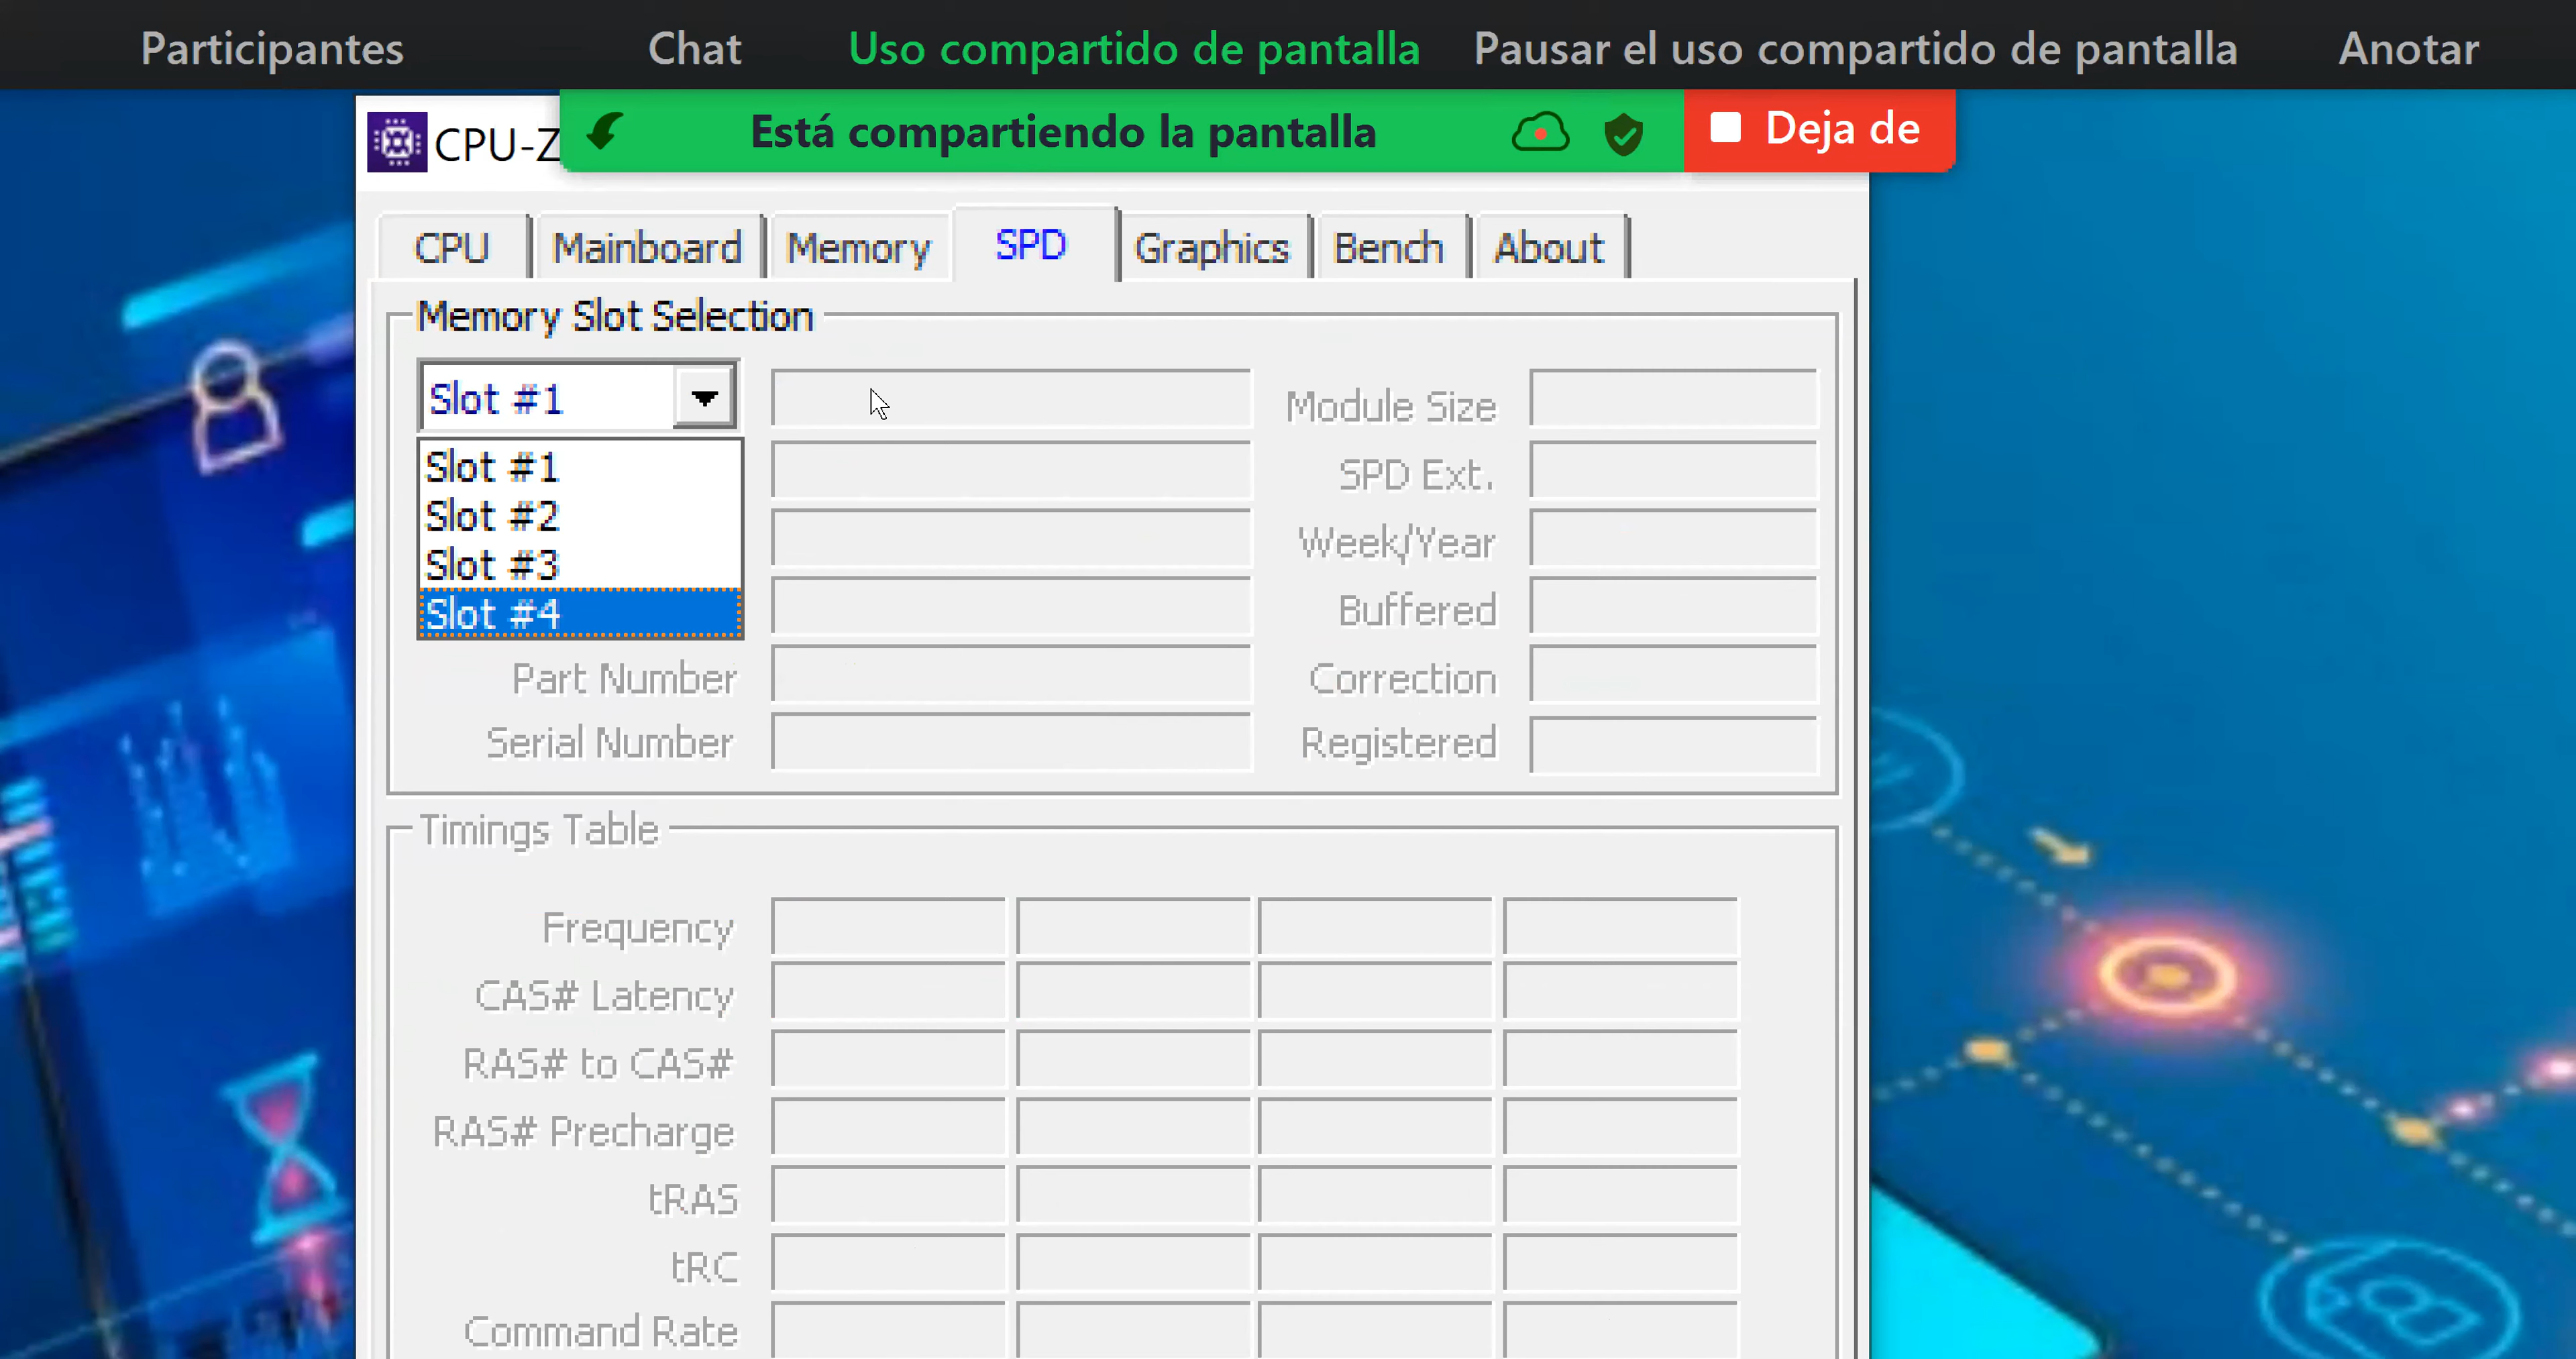 Participantes Chat Uso compartido de pantalla Pausar el uso compartido de pantalla Anotar
CPU-Z Está compartiendo la pantalla Deja de
CPU Mainboard Memory SPD Graphics Bench About
Memory Slot Selection
Slot #1 Module Size
Slot #1 SPD Ext.
Slot #2
Slot #3 Week/Year
Slot #4 Buffered
Part Number Correction
Serial Number Registered
Timings Table
Frequency
CAS# Latency
RAS# to CAS#
RAS# Precharge
tRAS
tRC
Command Rate